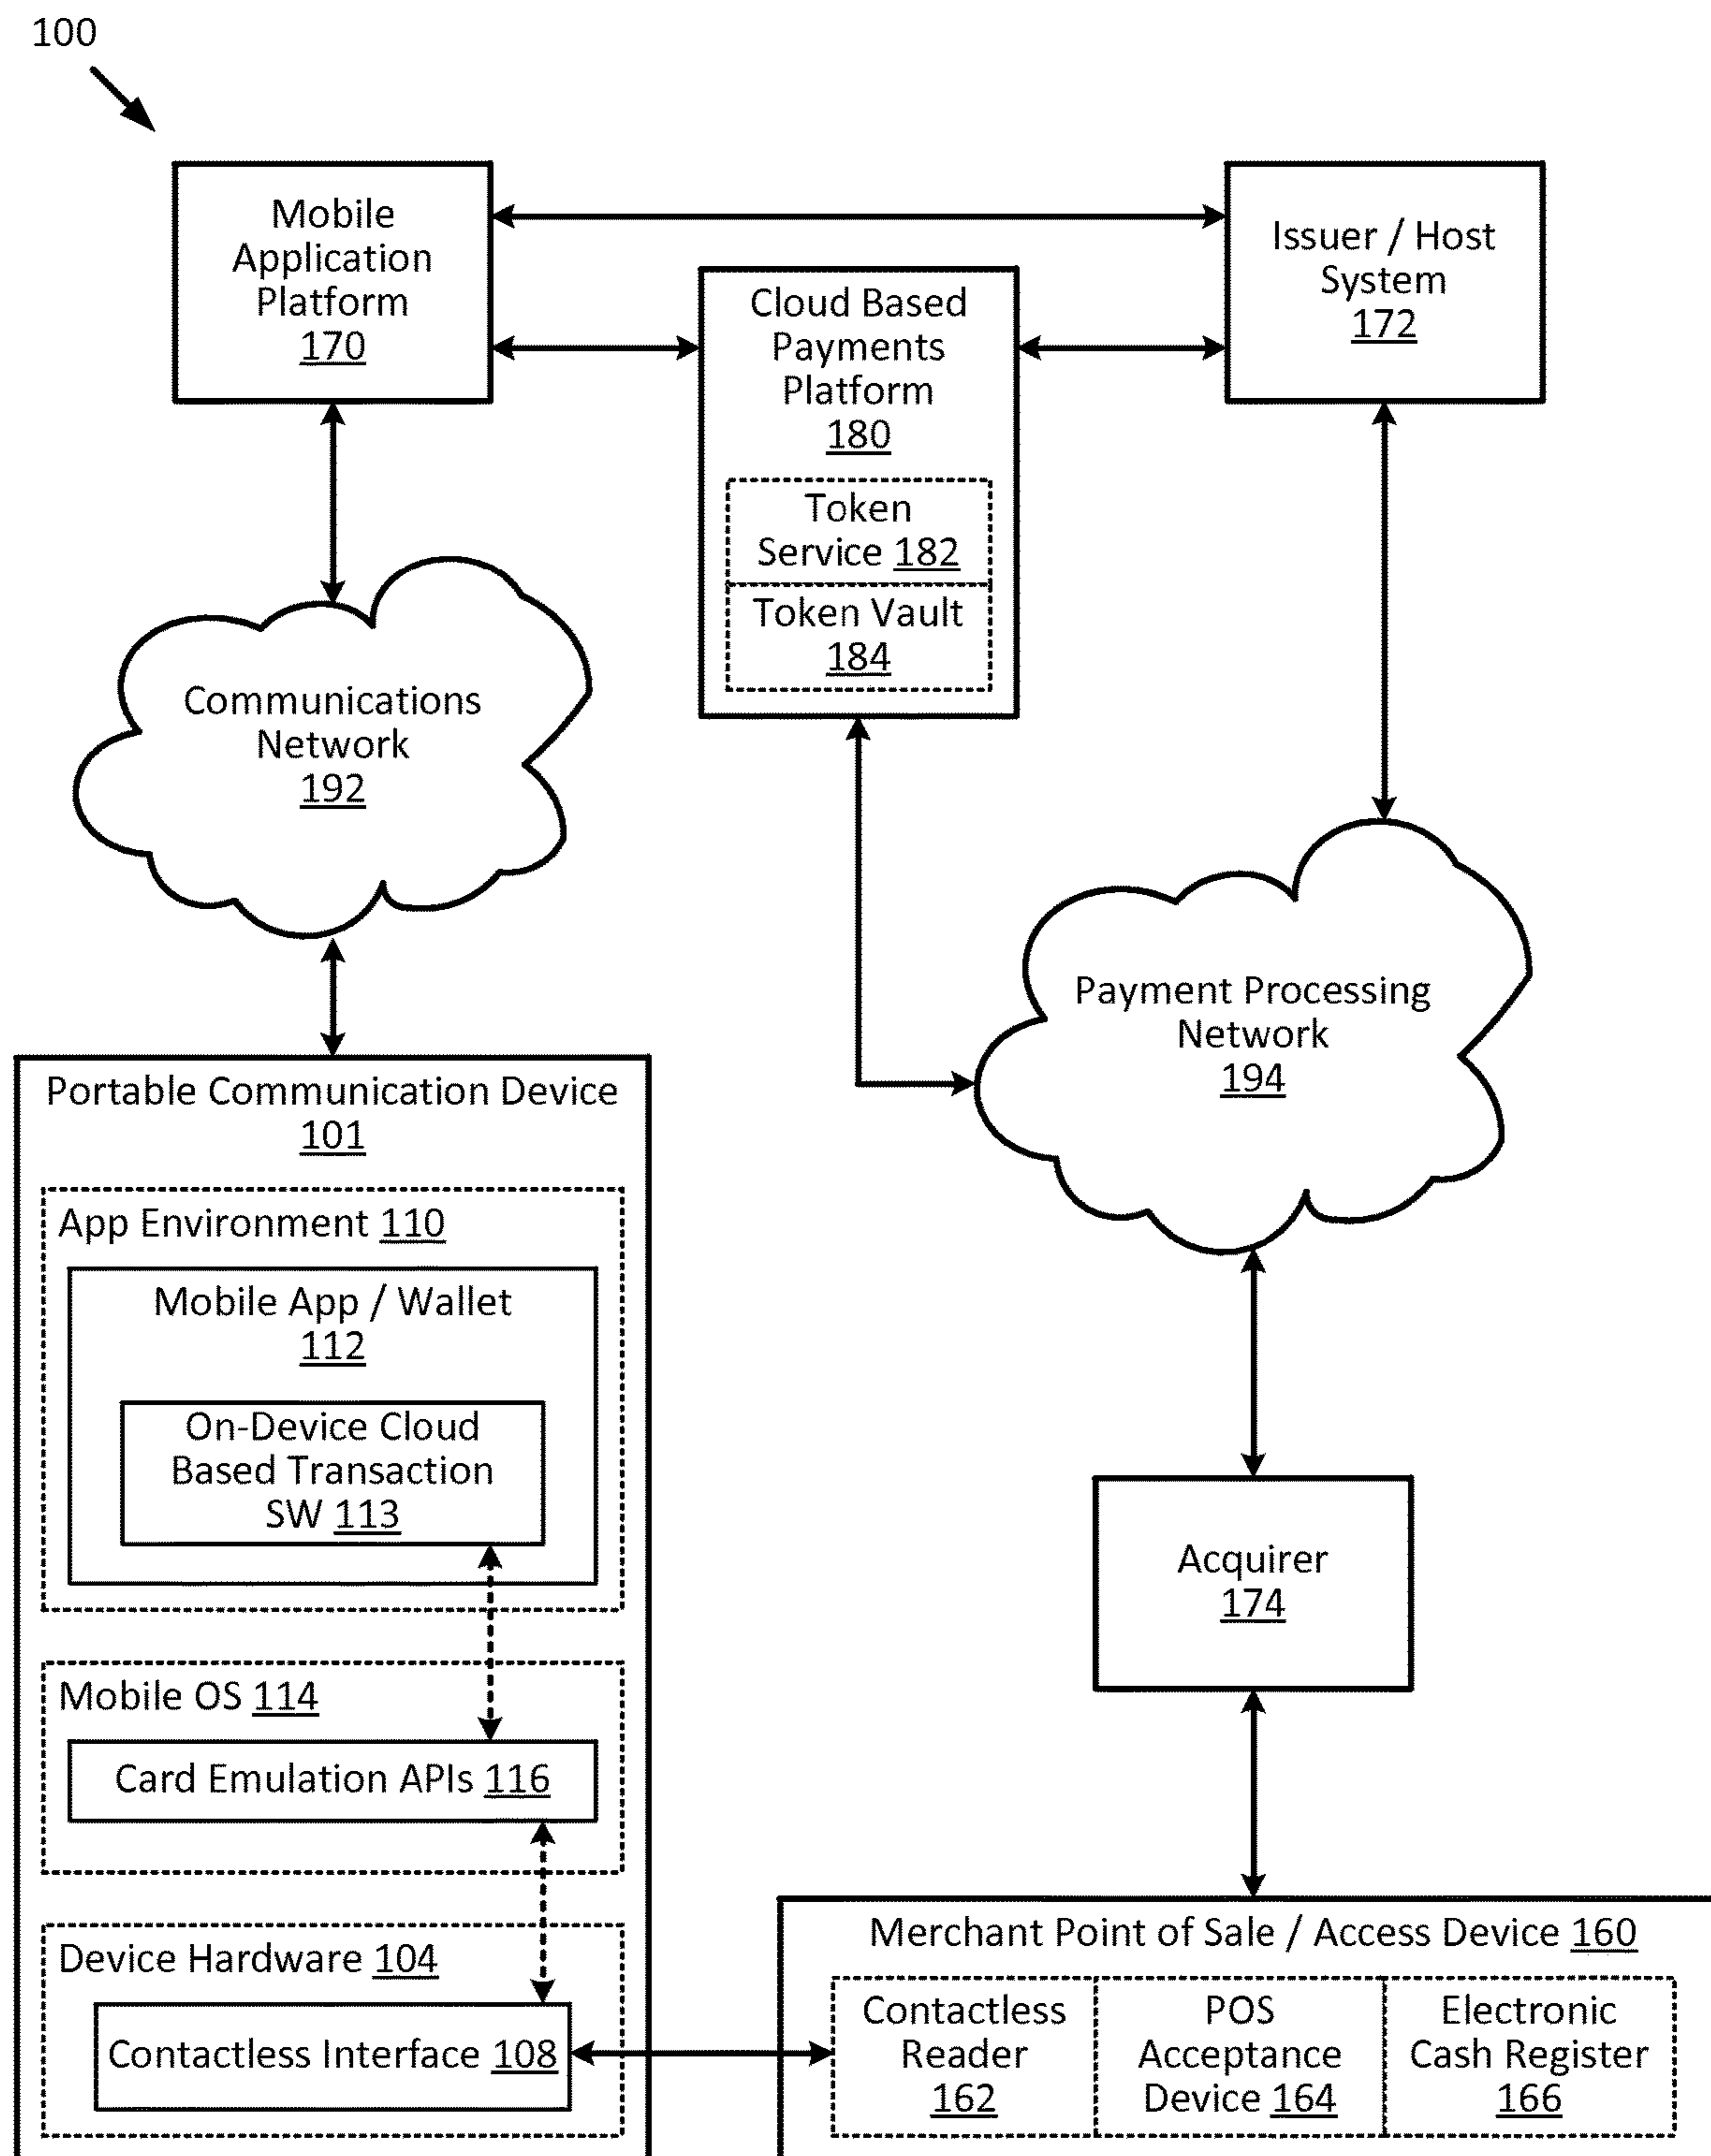 100
Mobile
Application
Platform
170
Issuer / Host
System
172
Cloud Based
Payments
Platform
180
Token
Service 182
Token Vault
184
Communications
Network
192
Payment Processing
Network
194
Portable Communication Device
101
App Environment 110
Mobile App / Wallet
112
On-Device Cloud
Based Transaction
SW 113
Mobile OS 114
Card Emulation APIs 116
Device Hardware 104
Contactless Interface 108
Acquirer
174
Merchant Point of Sale / Access Device 160
Contactless
Reader
162
POS
Acceptance
Device 164
Electronic
Cash Register
166